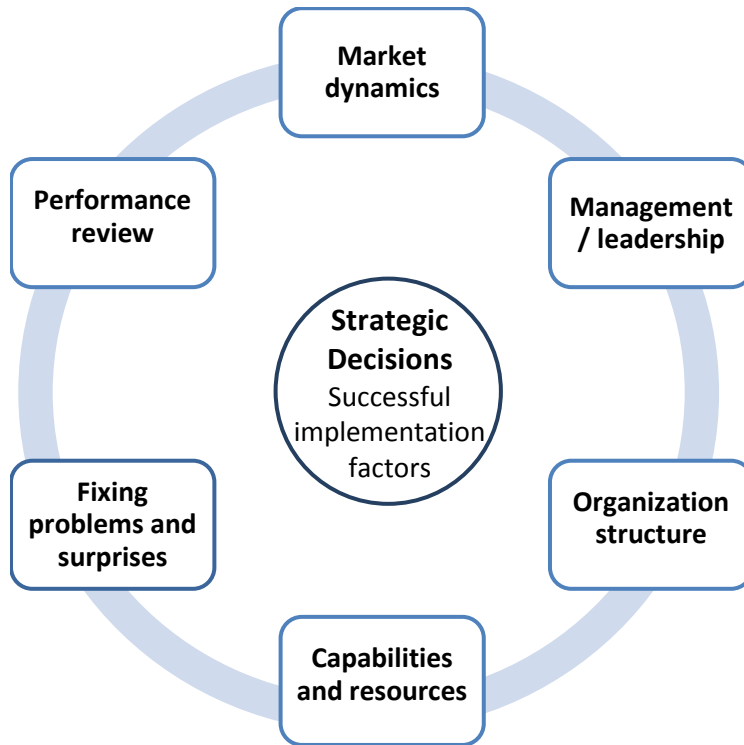 Market
dynamics
Management
/ leadership
Organization
structure
Capabilities
and resources
Fixing
problems and
surprises
Performance
review
Strategic
Decisions
Successful
implementation
factors